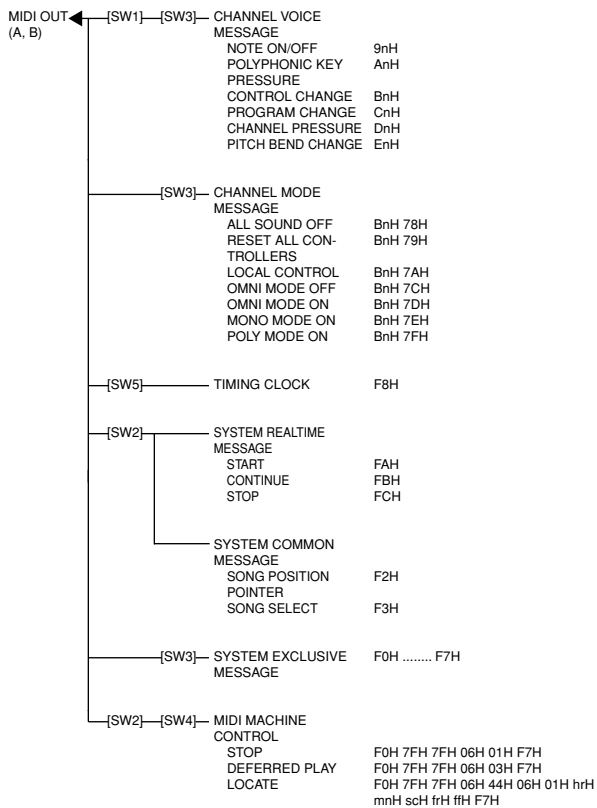 MIDI OUT [SW1] [SW3] CHANNEL VOICE
(A, B) MESSAGE
NOTE ON/OFF 9nH
POLYPHONIC KEY AnH
PRESSURE
CONTROL CHANGE BnH
PROGRAM CHANGE CnH
CHANNEL PRESSURE DnH
PITCH BEND CHANGE EnH
[SW3] CHANNEL MODE
MESSAGE
ALL SOUND OFF BnH 78H
RESET ALL CON- BnH 79H
TROLLERS
LOCAL CONTROL BnH 7AH
OMNI MODE OFF BnH 7CH
OMNI MODE ON BnH 7DH
MONO MODE ON BnH 7EH
POLY MODE ON BnH 7FH
[SW5] TIMING CLOCK F8H
[SW2] SYSTEM REALTIME
MESSAGE
START FAH
CONTINUE FBH
STOP FCH
SYSTEM COMMON
MESSAGE
SONG POSITION F2H
POINTER
SONG SELECT F3H
[SW3] SYSTEM EXCLUSIVE F0H ........ F7H
MESSAGE
[SW2] [SW4] MIDI MACHINE
CONTROL
STOP F0H 7FH 7FH 06H 01H F7H
DEFERRED PLAY F0H 7FH 7FH 06H 03H F7H
LOCATE F0H 7FH 7FH 06H 44H 06H 01H hrH
mnH scH frH ffH F7H